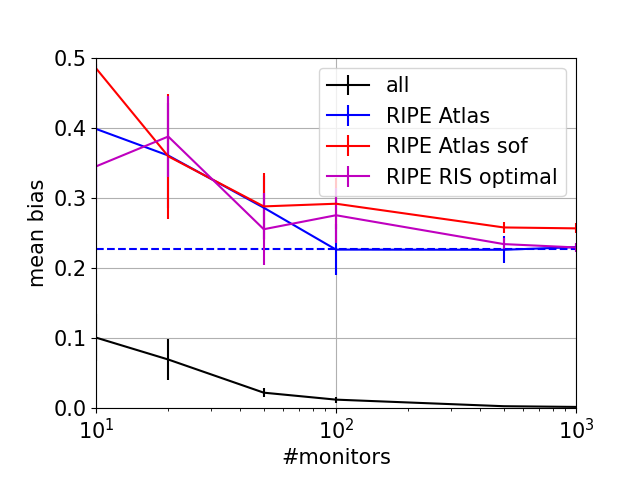 0.5
0.4
0.3
0.2
0.1
0.0
mean bias
all
RIPE Atlas
RIPE Atlas sof
RIPE RIS optimal
10¹
10²
10³
#monitors